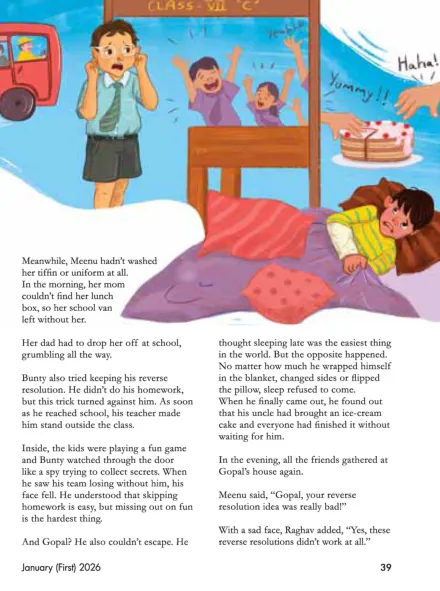 CLASS - VII 'C'
Haha!
Yummy!!
Meanwhile, Meenu hadn't washed
her tiffin or uniform at all.
In the morning, her mom
couldn't find her lunch
box, so her school van
left without her.
Her dad had to drop her off at school,
grumbling all the way.
Bunty also tried keeping his reverse
resolution. He didn't do his homework,
but this trick turned against him. As soon
as he reached school, his teacher made
him stand outside the class.
Inside, the kids were playing a fun game
and Bunty watched through the door
like a spy trying to collect secrets. When
he saw his team losing without him, his
face fell. He understood that skipping
homework is easy, but missing out on fun
is the hardest thing.
And Gopal? He also couldn't escape. He
thought sleeping late was the easiest thing
in the world. But the opposite happened.
No matter how much he wrapped himself
in the blanket, changed sides or flipped
the pillow, sleep refused to come.
When he finally came out, he found out
that his uncle had brought an ice-cream
cake and everyone had finished it without
waiting for him.
In the evening, all the friends gathered at
Gopal's house again.
Meenu said, “Gopal, your reverse
resolution idea was really bad!”
With a sad face, Raghav added, “Yes, these
reverse resolutions didn't work at all.”
January (First) 2026
39